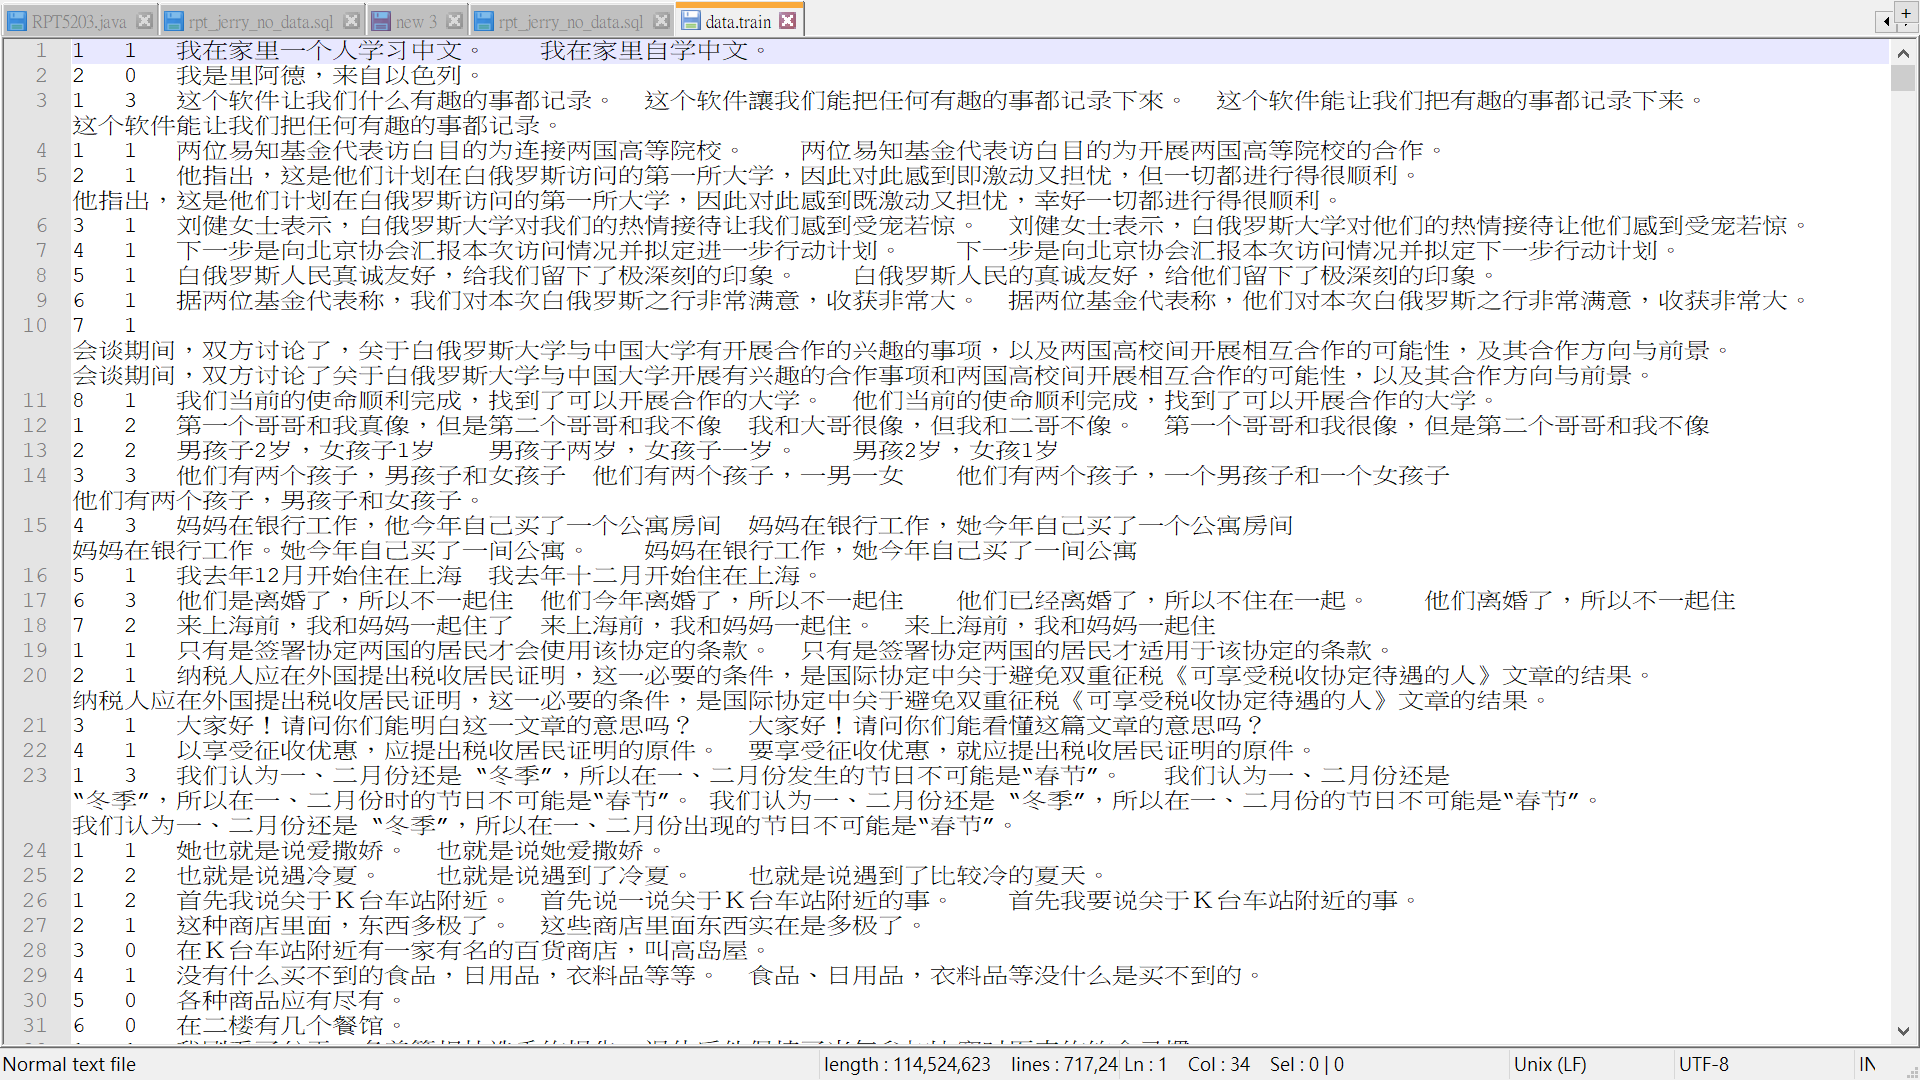 RPT5203.java rpt_jerry_no_data.sql new 3 rpt_jerry_no_data.sql data.train
1 1 1 我在家里一个人学习中文。 我在家里自学中文。
2 2 0 我是里阿德，来自以色列。
3 1 3 这个软件让我们什么有趣的事都记录。 这个软件讓我们能把任何有趣的事都记录下來。 这个软件能让我们把有趣的事都记录下来。
这个软件能让我们把任何有趣的事都记录。
4 1 1 两位易知基金代表访白目的为连接两国高等院校。 两位易知基金代表访白目的为开展两国高等院校的合作。
5 2 1 他指出，这是他们计划在白俄罗斯访问的第一所大学，因此对此感到即激动又担忧，但一切都进行得很顺利。
他指出，这是他们计划在白俄罗斯访问的第一所大学，因此对此感到既激动又担忧，幸好一切都进行得很顺利。
6 3 1 刘健女士表示，白俄罗斯大学对我们的热情接待让我们感到受宠若惊。 刘健女士表示，白俄罗斯大学对他们的热情接待让他们感到受宠若惊。
7 4 1 下一步是向北京协会汇报本次访问情况并拟定进一步行动计划。 下一步是向北京协会汇报本次访问情况并拟定下一步行动计划。
8 5 1 白俄罗斯人民真诚友好，给我们留下了极深刻的印象。 白俄罗斯人民的真诚友好，给他们留下了极深刻的印象。
9 6 1 据两位基金代表称，我们对本次白俄罗斯之行非常满意，收获非常大。 据两位基金代表称，他们对本次白俄罗斯之行非常满意，收获非常大。
10 7 1
会谈期间，双方讨论了，关于白俄罗斯大学与中国大学有开展合作的兴趣的事项，以及两国高校间开展相互合作的可能性，及其合作方向与前景。
会谈期间，双方讨论了关于白俄罗斯大学与中国大学开展有兴趣的合作事项和两国高校间开展相互合作的可能性，以及其合作方向与前景。
11 8 1 我们当前的使命顺利完成，找到了可以开展合作的大学。 他们当前的使命顺利完成，找到了可以开展合作的大学。
12 1 2 第一个哥哥和我真像，但是第二个哥哥和我不像 我和大哥很像，但我和二哥不像。 第一个哥哥和我很像，但是第二个哥哥和我不像
13 2 2 男孩子2岁，女孩子1岁 男孩子两岁，女孩子一岁。 男孩2岁，女孩1岁
14 3 3 他们有两个孩子，男孩子和女孩子 他们有两个孩子，一男一女 他们有两个孩子，一个男孩子和一个女孩子
他们有两个孩子，男孩子和女孩子。
15 4 3 妈妈在银行工作，他今年自己买了一个公寓房间 妈妈在银行工作，她今年自己买了一个公寓房间
妈妈在银行工作。她今年自己买了一间公寓。 妈妈在银行工作，她今年自己买了一间公寓
16 5 1 我去年12月开始住在上海 我去年十二月开始住在上海。
17 6 3 他们是离婚了，所以不一起住 他们今年离婚了，所以不一起住 他们已经离婚了，所以不住在一起。 他们离婚了，所以不一起住
18 7 2 来上海前，我和妈妈一起住了 来上海前，我和妈妈一起住。 来上海前，我和妈妈一起住
19 1 1 只有是签署协定两国的居民才会使用该协定的条款。 只有是签署协定两国的居民才适用于该协定的条款。
20 2 1 纳税人应在外国提出税收居民证明，这一必要的条件，是国际协定中关于避免双重征税《可享受税收协定待遇的人》文章的结果。
纳税人应在外国提出税收居民证明，这一必要的条件，是国际协定中关于避免双重征税《可享受税收协定待遇的人》文章的结果。
21 3 1 大家好！请问你们能明白这一文章的意思吗？ 大家好！请问你们能看懂这篇文章的意思吗？
22 4 1 以享受征收优惠，应提出税收居民证明的原件。 要享受征收优惠，就应提出税收居民证明的原件。
23 1 3 我们认为一、二月份还是 “冬季”，所以在一、二月份发生的节日不可能是“春节”。 我们认为一、二月份还是
“冬季”，所以在一、二月份时的节日不可能是“春节”。 我们认为一、二月份还是 “冬季”，所以在一、二月份的节日不可能是“春节”。
我们认为一、二月份还是 “冬季”，所以在一、二月份出现的节日不可能是“春节”。
24 1 1 她也就是说爱撒娇。 也就是说她爱撒娇。
25 2 2 也就是说遇冷夏。 也就是说遇到了冷夏。 也就是说遇到了比较冷的夏天。
26 1 2 首先我说关于Ｋ台车站附近。 首先说一说关于Ｋ台车站附近的事。 首先我要说关于Ｋ台车站附近的事。
27 2 1 这种商店里面，东西多极了。 这些商店里面东西实在是多极了。
28 3 0 在Ｋ台车站附近有一家有名的百货商店，叫高岛屋。
29 4 1 没有什么买不到的食品，日用品，衣料品等等。 食品、日用品，衣料品等没什么是买不到的。
30 5 0 各种商品应有尽有。
31 6 0 在二楼有几个餐馆。
Normal text file length : 114,524,623 lines : 717,24 Ln : 1 Col : 34 Sel : 0 | 0 Unix (LF) UTF-8 IN